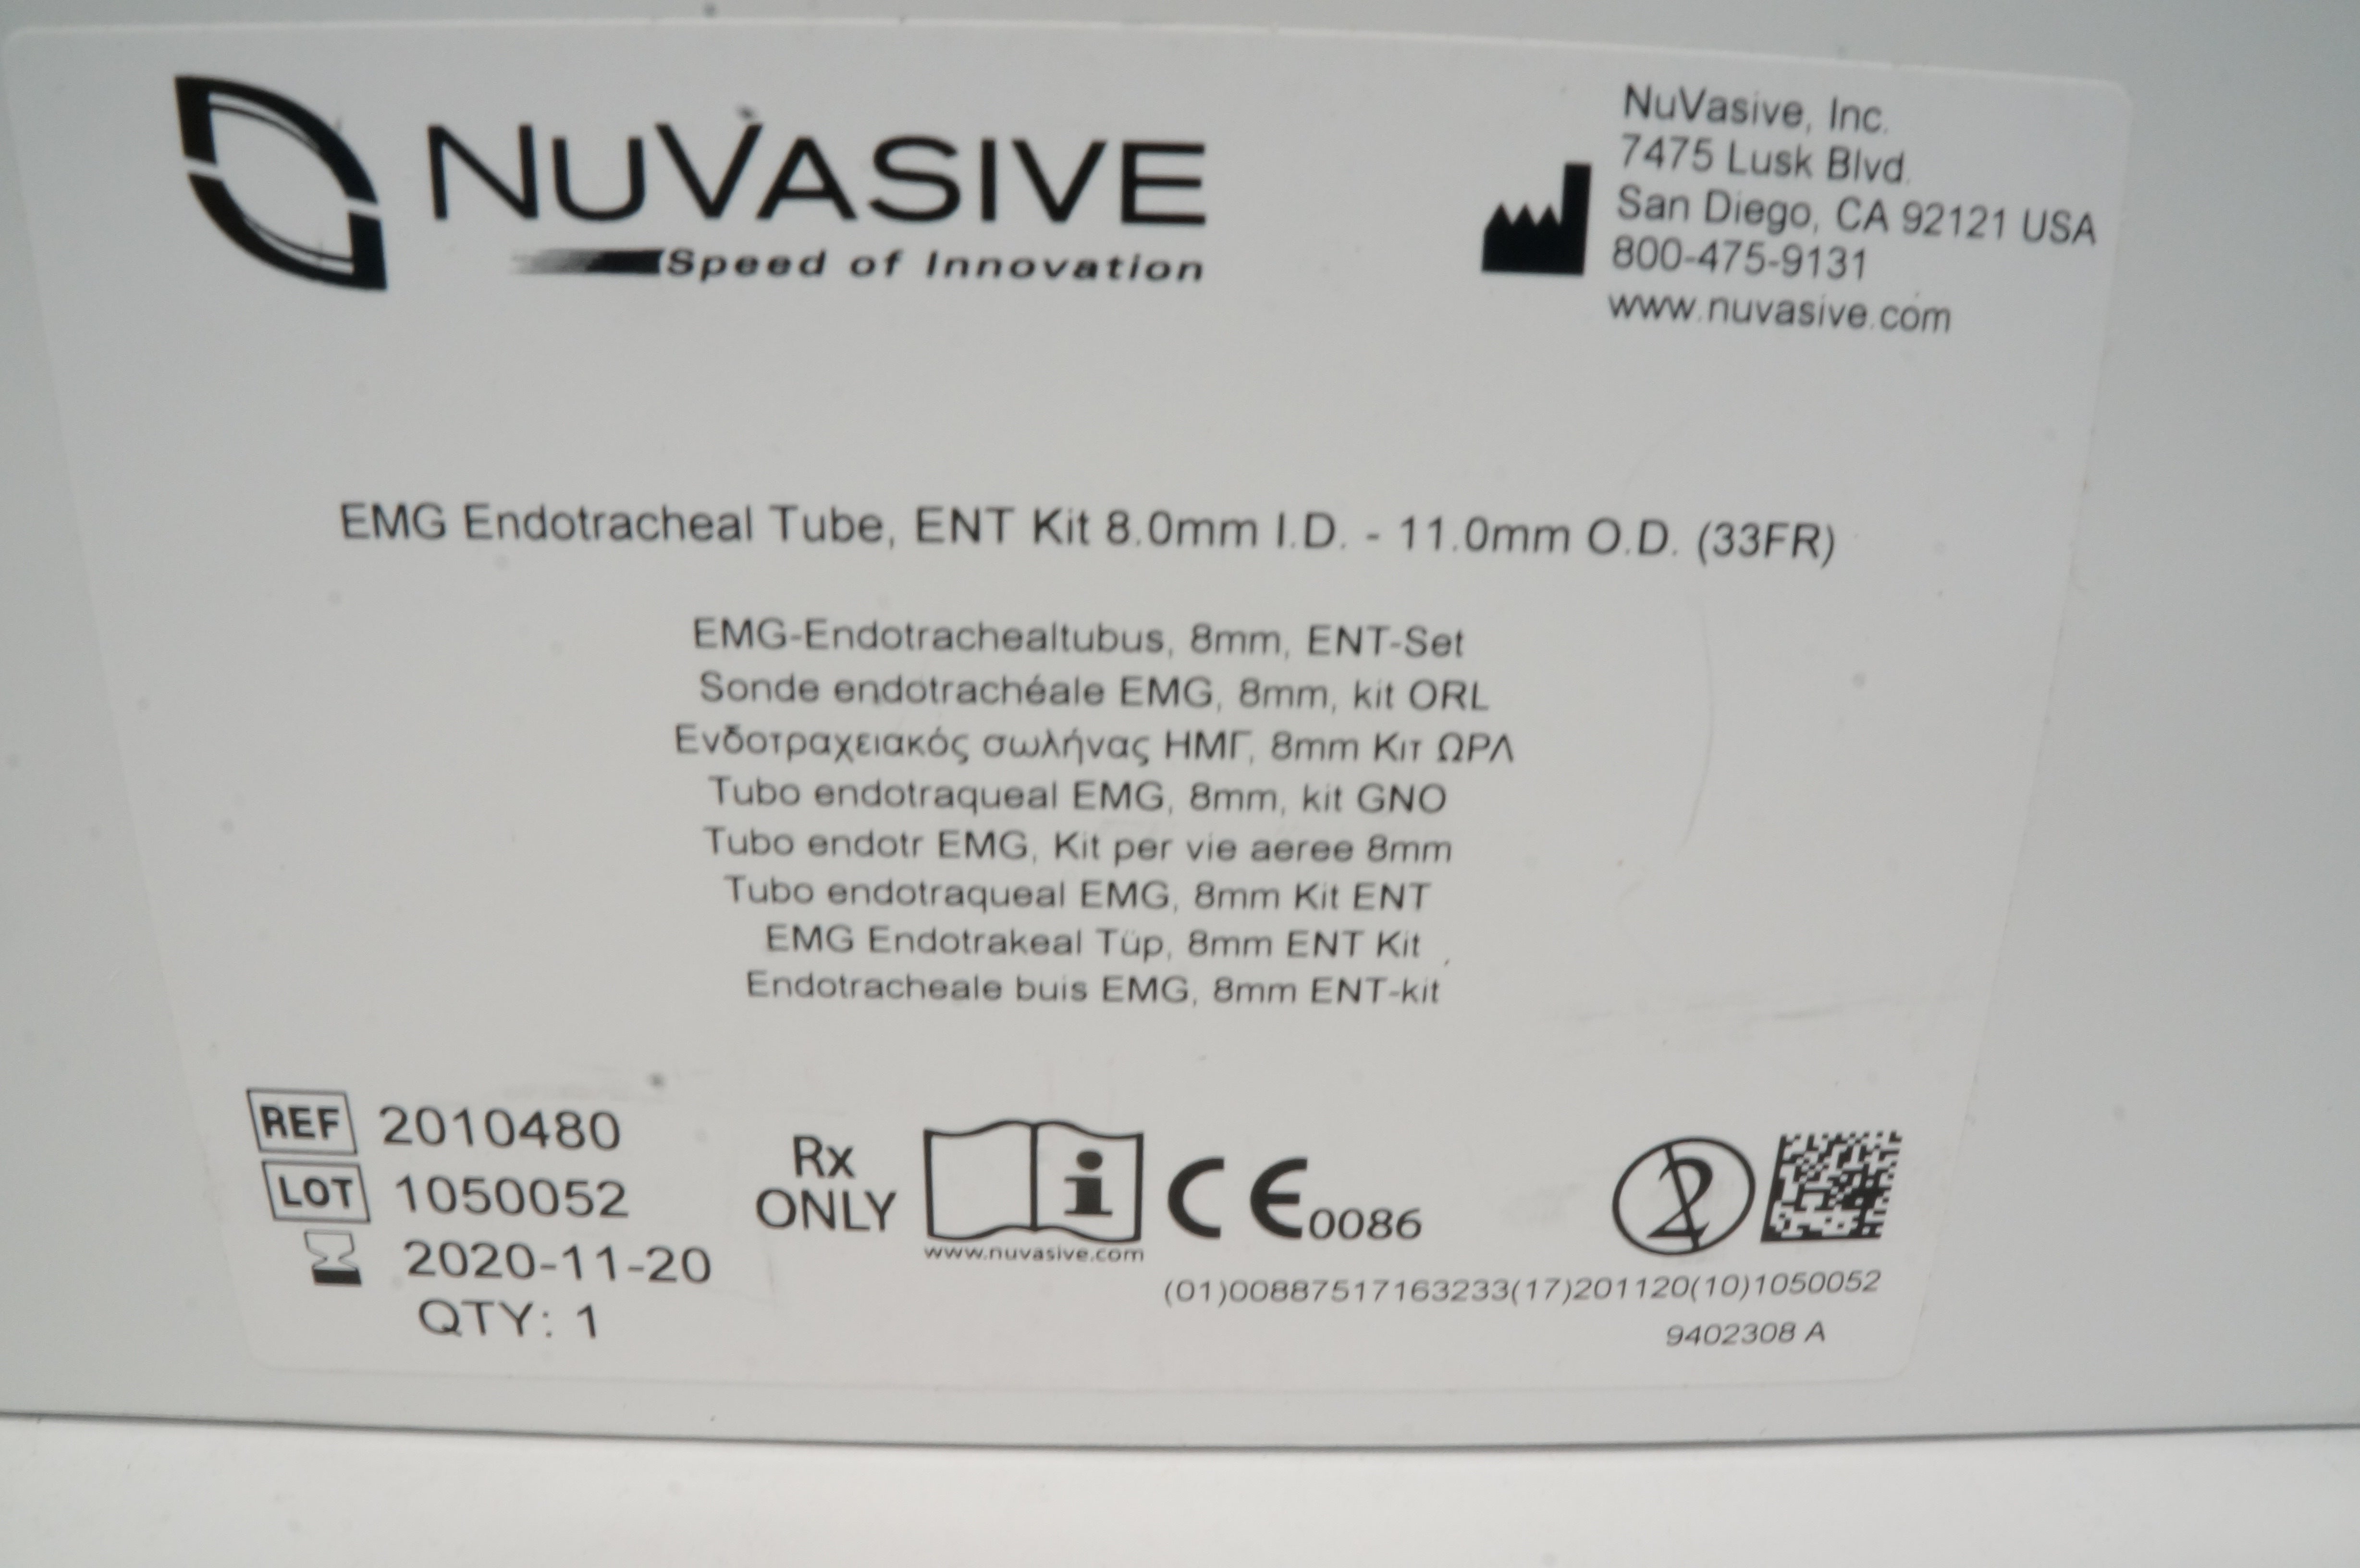 NUVASIVE
Speed of Innovation
NuVasive, Inc.
7475 Lusk Blvd.
San Diego, CA 92121 USA
800-475-9131
www.nuvasive.com
EMG Endotracheal Tube, ENT Kit 8.0mm I.D. - 11.0mm O.D. (33FR)
EMG-Endotrachealtubus, 8mm, ENT-Set
Sonde endotrachéale EMG, 8mm, kit ORL
Ενδοτραχειακός σωλήνας ΗΜΓ, 8mm Κιτ ΩΡΛ
Tubo endotraqueal EMG, 8mm, kit GNO
Tubo endotr EMG, Kit per vie aeree 8mm
Tubo endotraqueal EMG, 8mm Kit ENT
EMG Endotrakeal Tüp, 8mm ENT Kit
Endotracheale buis EMG, 8mm ENT-kit
REF 2010480
LOT 1050052
2020-11-20
QTY: 1
Rx
ONLY
i
www.nuvasive.com
CE 0086
2
(01)00887517163233(17)201120(10)1050052
9402308 A